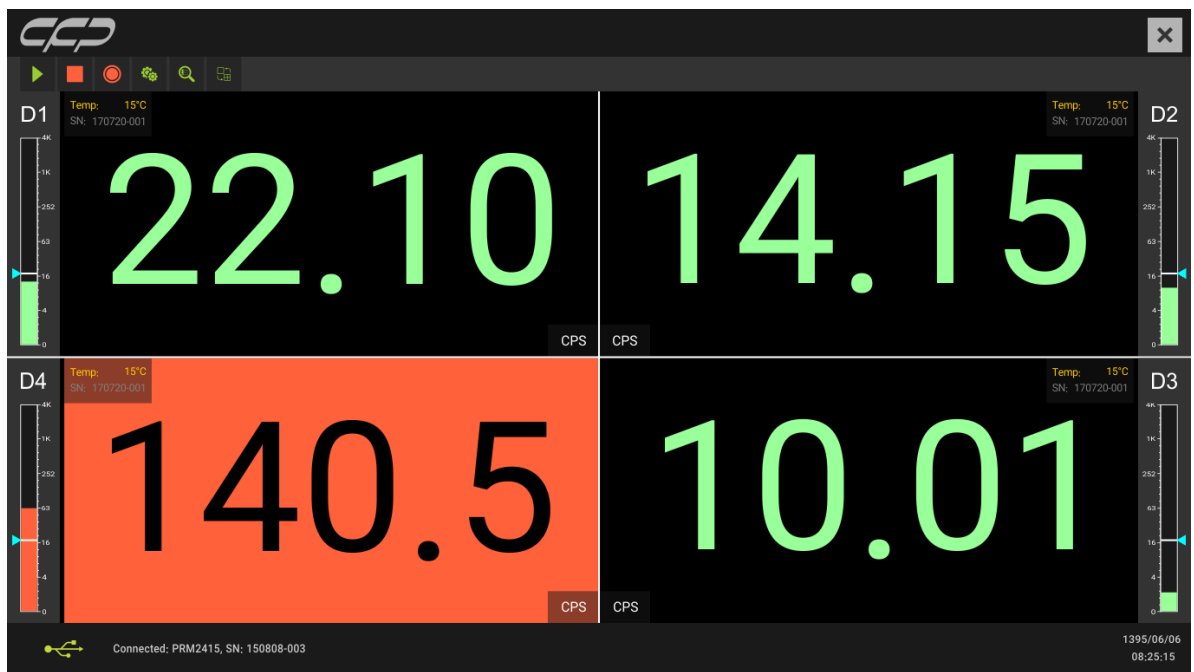 CFP
D1
Temp: 15°C
SN: 170720-001
22.10
CPS
4K
1K
252
63
16
4
0
Temp: 15°C
SN: 170720-001
D2
14.15
CPS
4K
1K
252
63
16
4
0
D4
Temp: 15°C
SN: 170720-001
140.5
CPS
4K
1K
252
63
16
4
0
Temp: 15°C
SN: 170720-001
D3
10.01
CPS
4K
1K
252
63
16
4
0
Connected: PRM2415, SN: 150808-003
1395/06/06
08:25:15